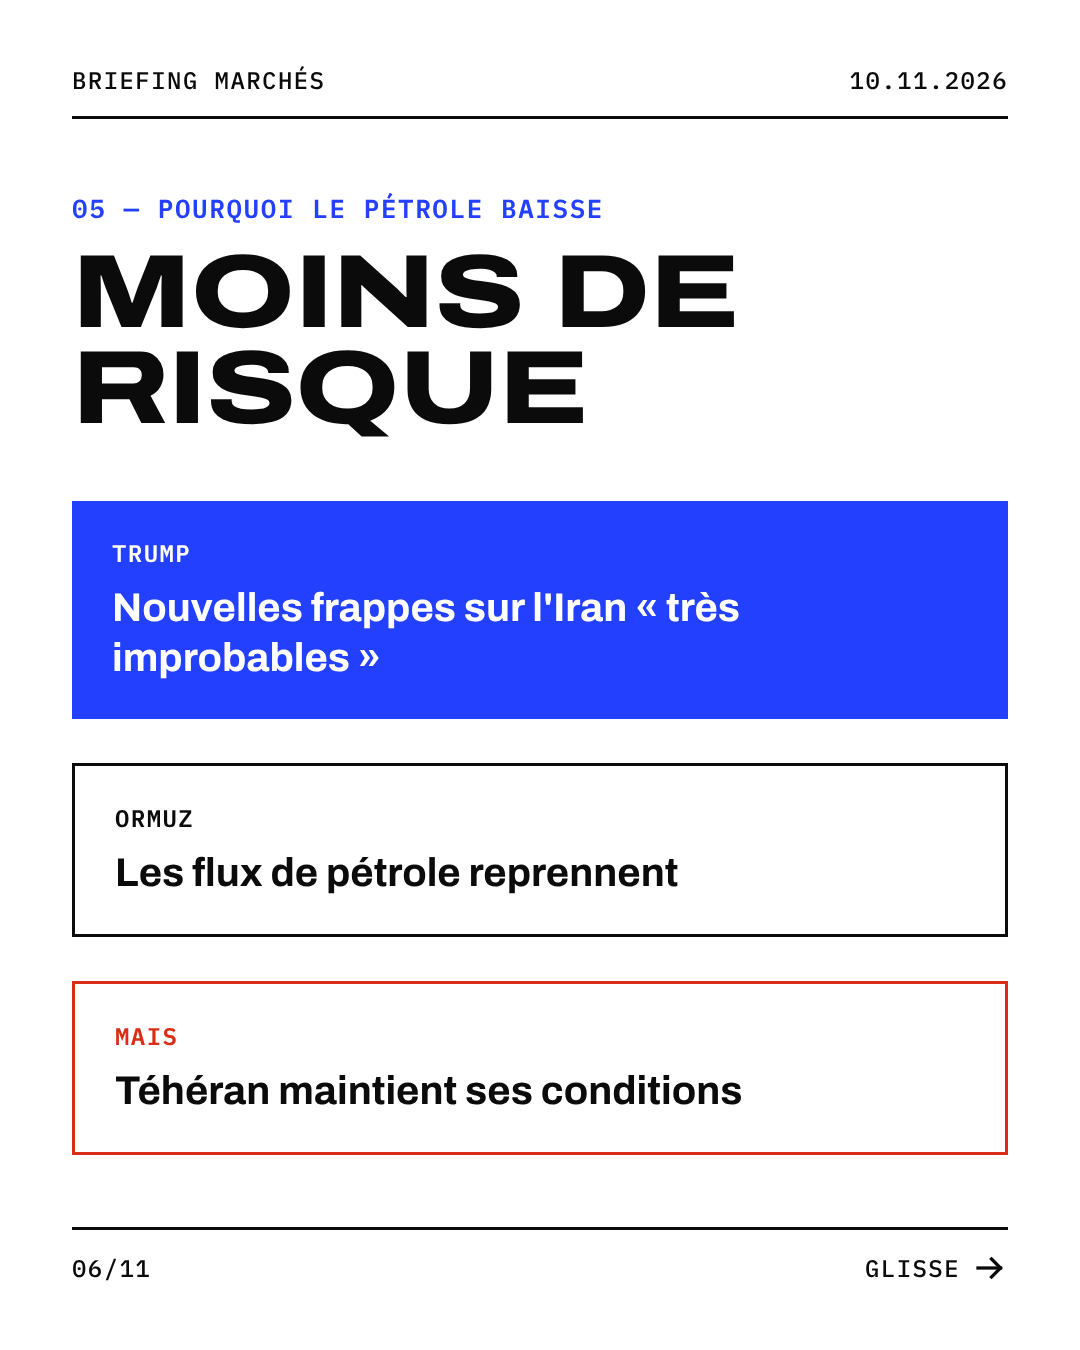 BRIEFING MARCHÉS
10.11.2026
05 — POURQUOI LE PÉTROLE BAISSE
MOINS DE
RISQUE
TRUMP
Nouvelles frappes sur l'Iran « très
improbables »
ORMUZ
Les flux de pétrole reprennent
MAIS
Téhéran maintient ses conditions
06/11
GLISSE →